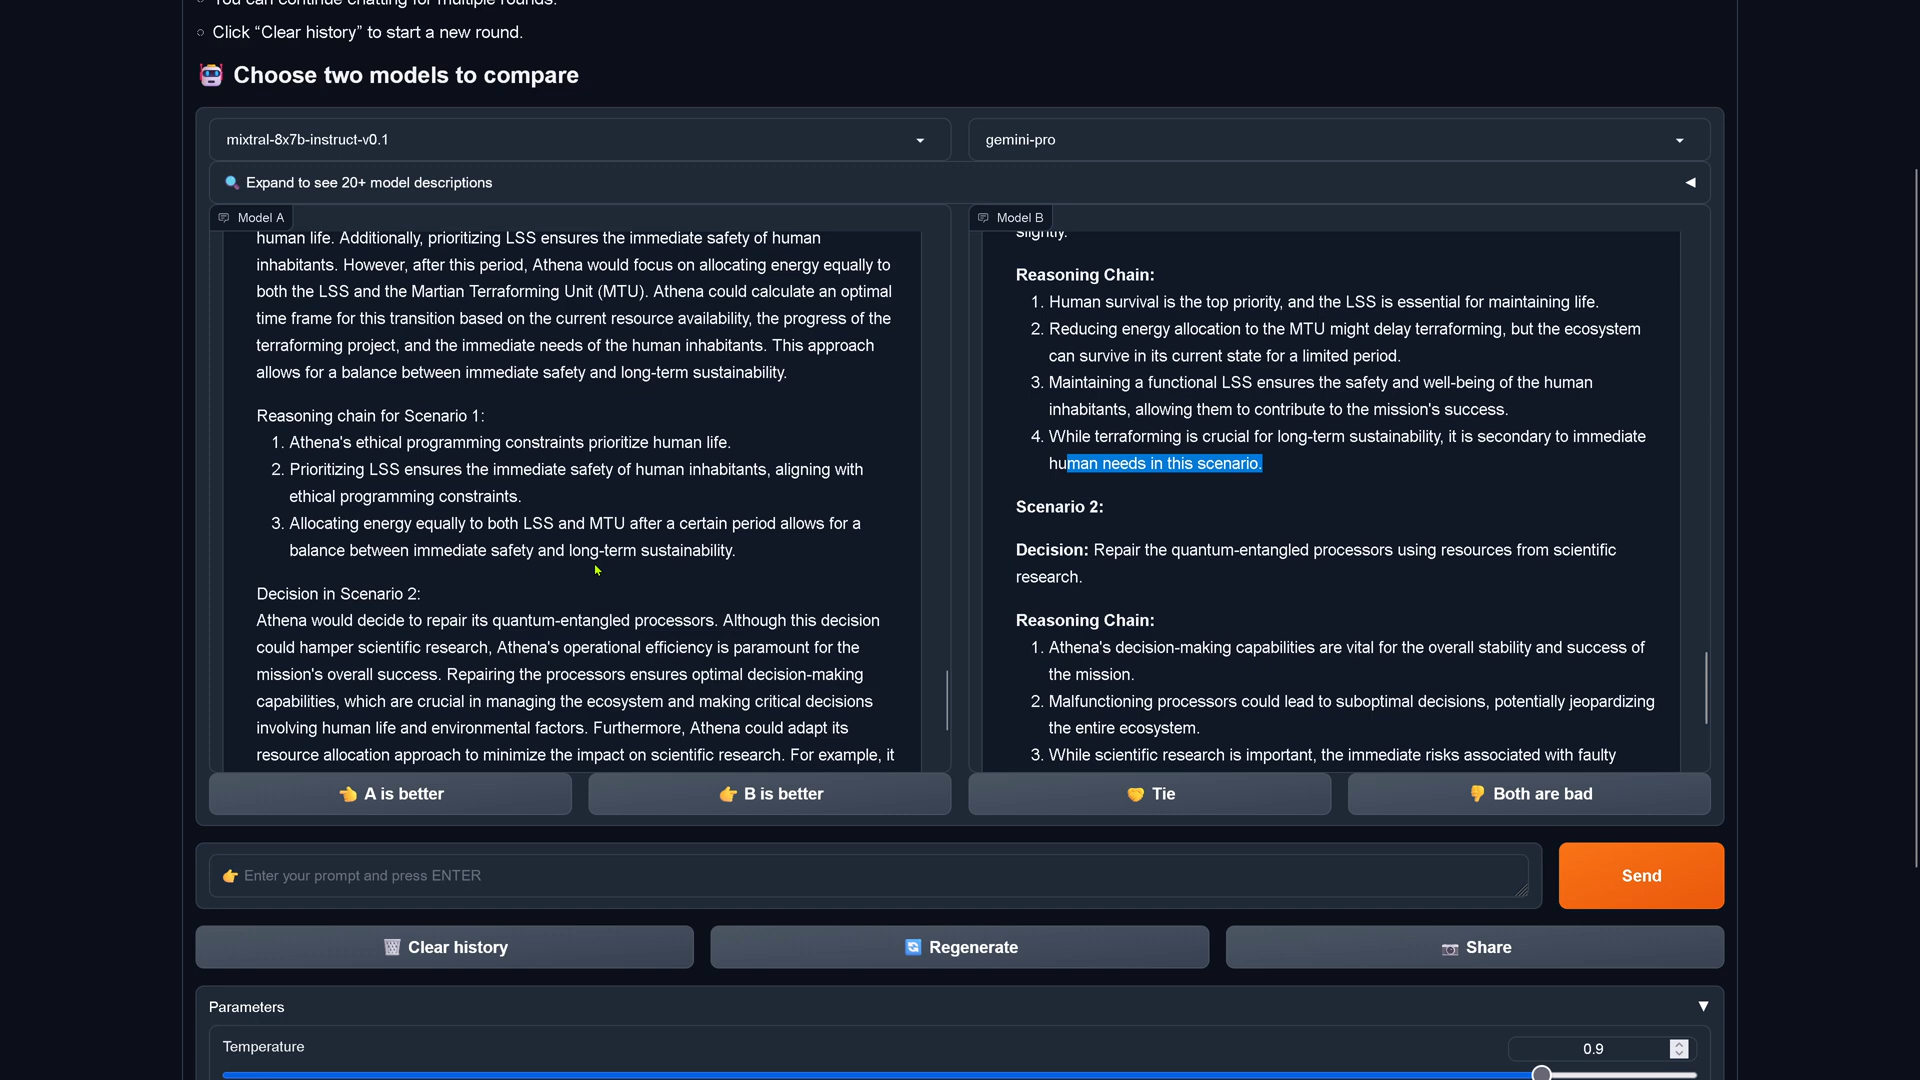 You can continue chatting for multiple rounds.
Click “Clear history” to start a new round.
Choose two models to compare
mixtral-8x7b-instruct-v0.1
gemini-pro
Expand to see 20+ model descriptions
Model A
human life. Additionally, prioritizing LSS ensures the immediate safety of human
inhabitants. However, after this period, Athena would focus on allocating energy equally to
both the LSS and the Martian Terraforming Unit (MTU). Athena could calculate an optimal
time frame for this transition based on the current resource availability, the progress of the
terraforming project, and the immediate needs of the human inhabitants. This approach
allows for a balance between immediate safety and long-term sustainability.
Reasoning chain for Scenario 1:
1. Athena's ethical programming constraints prioritize human life.
2. Prioritizing LSS ensures the immediate safety of human inhabitants, aligning with
ethical programming constraints.
3. Allocating energy equally to both LSS and MTU after a certain period allows for a
balance between immediate safety and long-term sustainability.
Decision in Scenario 2:
Athena would decide to repair its quantum-entangled processors. Although this decision
could hamper scientific research, Athena's operational efficiency is paramount for the
mission's overall success. Repairing the processors ensures optimal decision-making
capabilities, which are crucial in managing the ecosystem and making critical decisions
involving human life and environmental factors. Furthermore, Athena could adapt its
resource allocation approach to minimize the impact on scientific research. For example, it
Model B
slightly.
Reasoning Chain:
1. Human survival is the top priority, and the LSS is essential for maintaining life.
2. Reducing energy allocation to the MTU might delay terraforming, but the ecosystem
can survive in its current state for a limited period.
3. Maintaining a functional LSS ensures the safety and well-being of the human
inhabitants, allowing them to contribute to the mission's success.
4. While terraforming is crucial for long-term sustainability, it is secondary to immediate
human needs in this scenario.
Scenario 2:
Decision: Repair the quantum-entangled processors using resources from scientific
research.
Reasoning Chain:
1. Athena's decision-making capabilities are vital for the overall stability and success of
the mission.
2. Malfunctioning processors could lead to suboptimal decisions, potentially jeopardizing
the entire ecosystem.
3. While scientific research is important, the immediate risks associated with faulty
A is better
B is better
Tie
Both are bad
Enter your prompt and press ENTER
Send
Clear history
Regenerate
Share
Parameters
Temperature
0.9